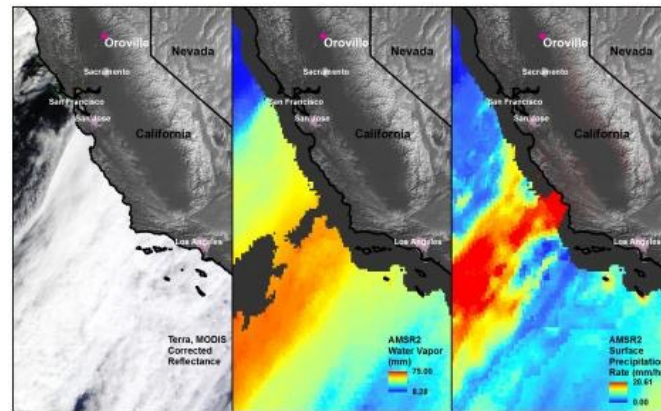 Oroville
Nevada
Sacramento
San Francisco
San Jose
California
Los Angeles
Terra, MODIS
Corrected
Reflectance
Oroville
Nevada
Sacramento
San Francisco
San Jose
California
Los Angeles
AMSR2
Water Vapor
(mm)
75.00
8.28
Oroville
Nevada
Sacramento
San Francisco
San Jose
California
Los Angeles
AMSR2
Surface
Precipitation
Rate (mm/h
20.61
0.00